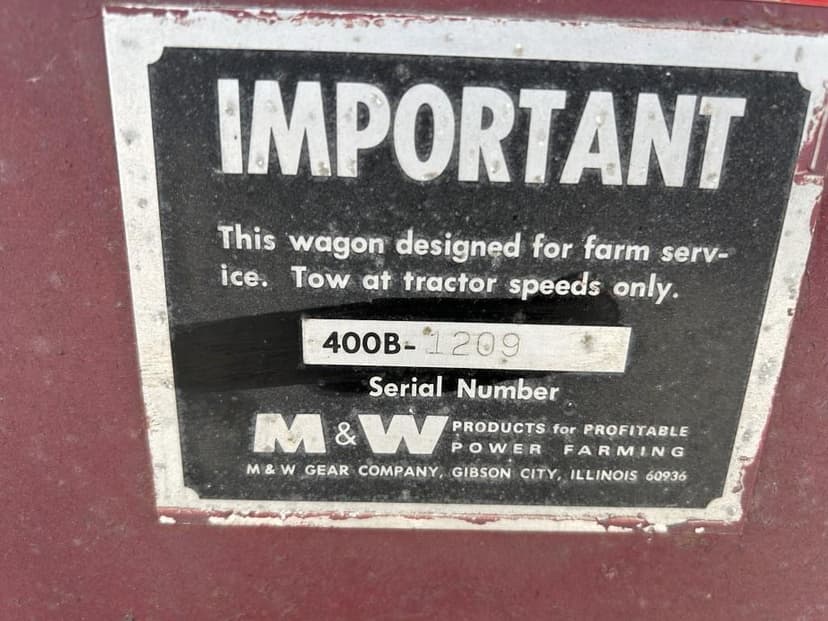 IMPORTANT
This wagon designed for farm serv-
ice. Tow at tractor speeds only.
400B-1209
Serial Number
M & W PRODUCTS for PROFITABLE
POWER FARMING
M & W GEAR COMPANY, GIBSON CITY, ILLINOIS 60936